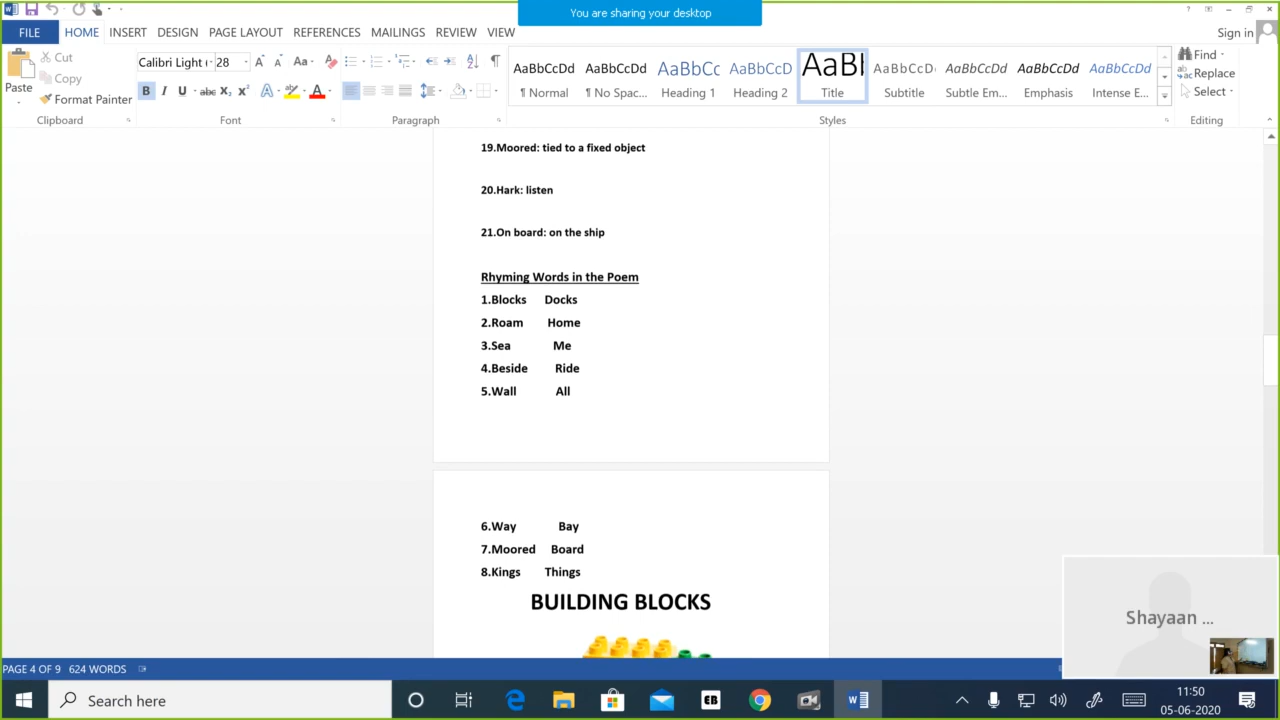 You are sharing your desktop
FILE HOME INSERT DESIGN PAGE LAYOUT REFERENCES MAILINGS REVIEW VIEW
Sign in
Paste
Cut
Copy
Format Painter
Clipboard
Calibri Light (
28
Font
Paragraph
AaBbCcDd AaBbCcDd AaBbCc AaBbCcD AaBl AaBbCcD AaBbCcDd AaBbCcDd AaBbCcDd
¶ Normal ¶ No Spac... Heading 1 Heading 2 Title Subtitle Subtle Em... Emphasis Intense E...
Styles
Find
Replace
Select
Editing
19.Moored: tied to a fixed object
20.Hark: listen
21.On board: on the ship
Rhyming Words in the Poem
1.Blocks Docks
2.Roam Home
3.Sea Me
4.Beside Ride
5.Wall All
6.Way Bay
7.Moored Board
8.Kings Things
BUILDING BLOCKS
Shayaan ...
PAGE 4 OF 9 624 WORDS
Search here
EB
11:50
05-06-2020